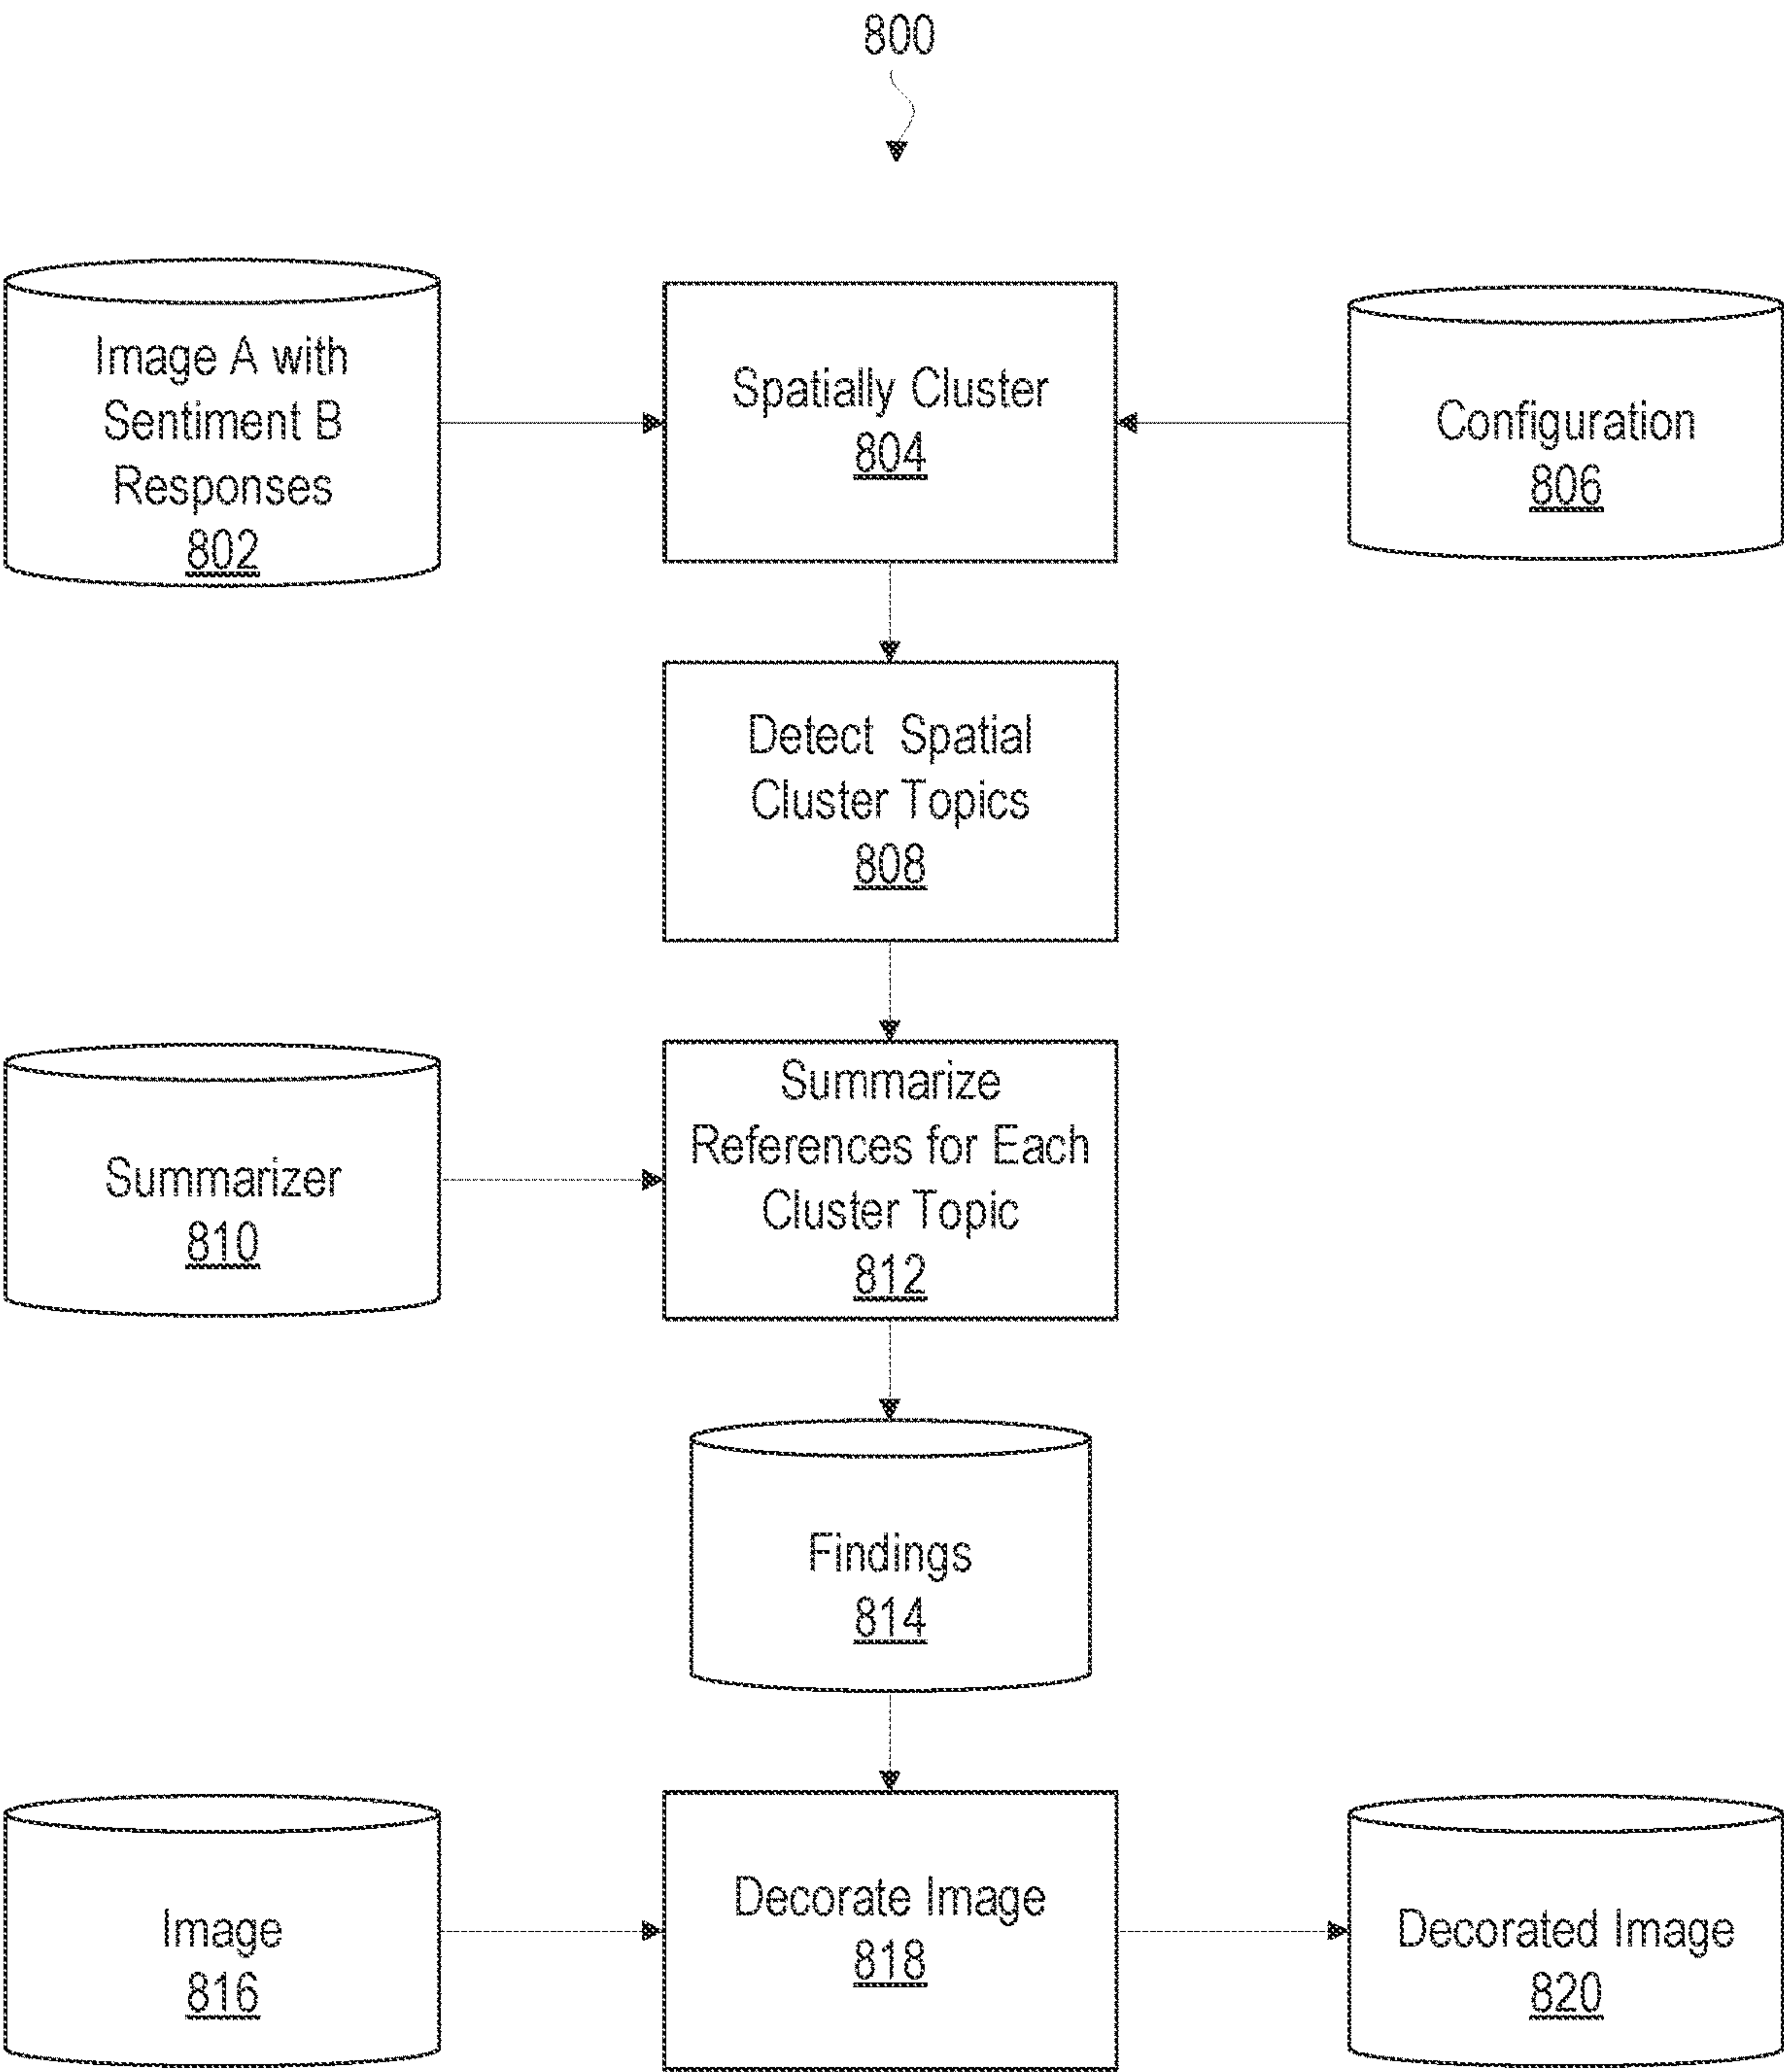 800
Image A with
Sentiment B
Responses
802
Spatially Cluster
804
Configuration
806
Detect Spatial
Cluster Topics
808
Summarizer
810
Summarize
References for Each
Cluster Topic
812
Findings
814
Image
816
Decorate Image
818
Decorated Image
820